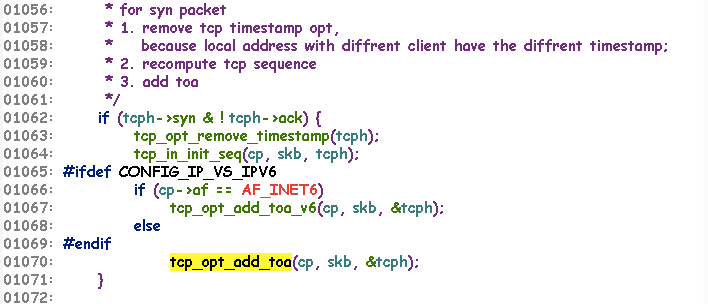 01056: * for syn packet
01057: * 1. remove tcp timestamp opt,
01058: *    because local address with diffrent client have the diffrent timestamp;
01059: * 2. recompute tcp sequence
01060: * 3. add toa
01061: */
01062: if (tcph->syn & !tcph->ack) {
01063: tcp_opt_remove_timestamp(tcph);
01064: tcp_in_init_seq(cp, skb, tcph);
01065: #ifdef CONFIG_IP_VS_IPV6
01066: if (cp->af == AF_INET6)
01067: tcp_opt_add_toa_v6(cp, skb, &tcph);
01068: else
01069: #endif
01070: tcp_opt_add_toa(cp, skb, &tcph);
01071: }
01072: